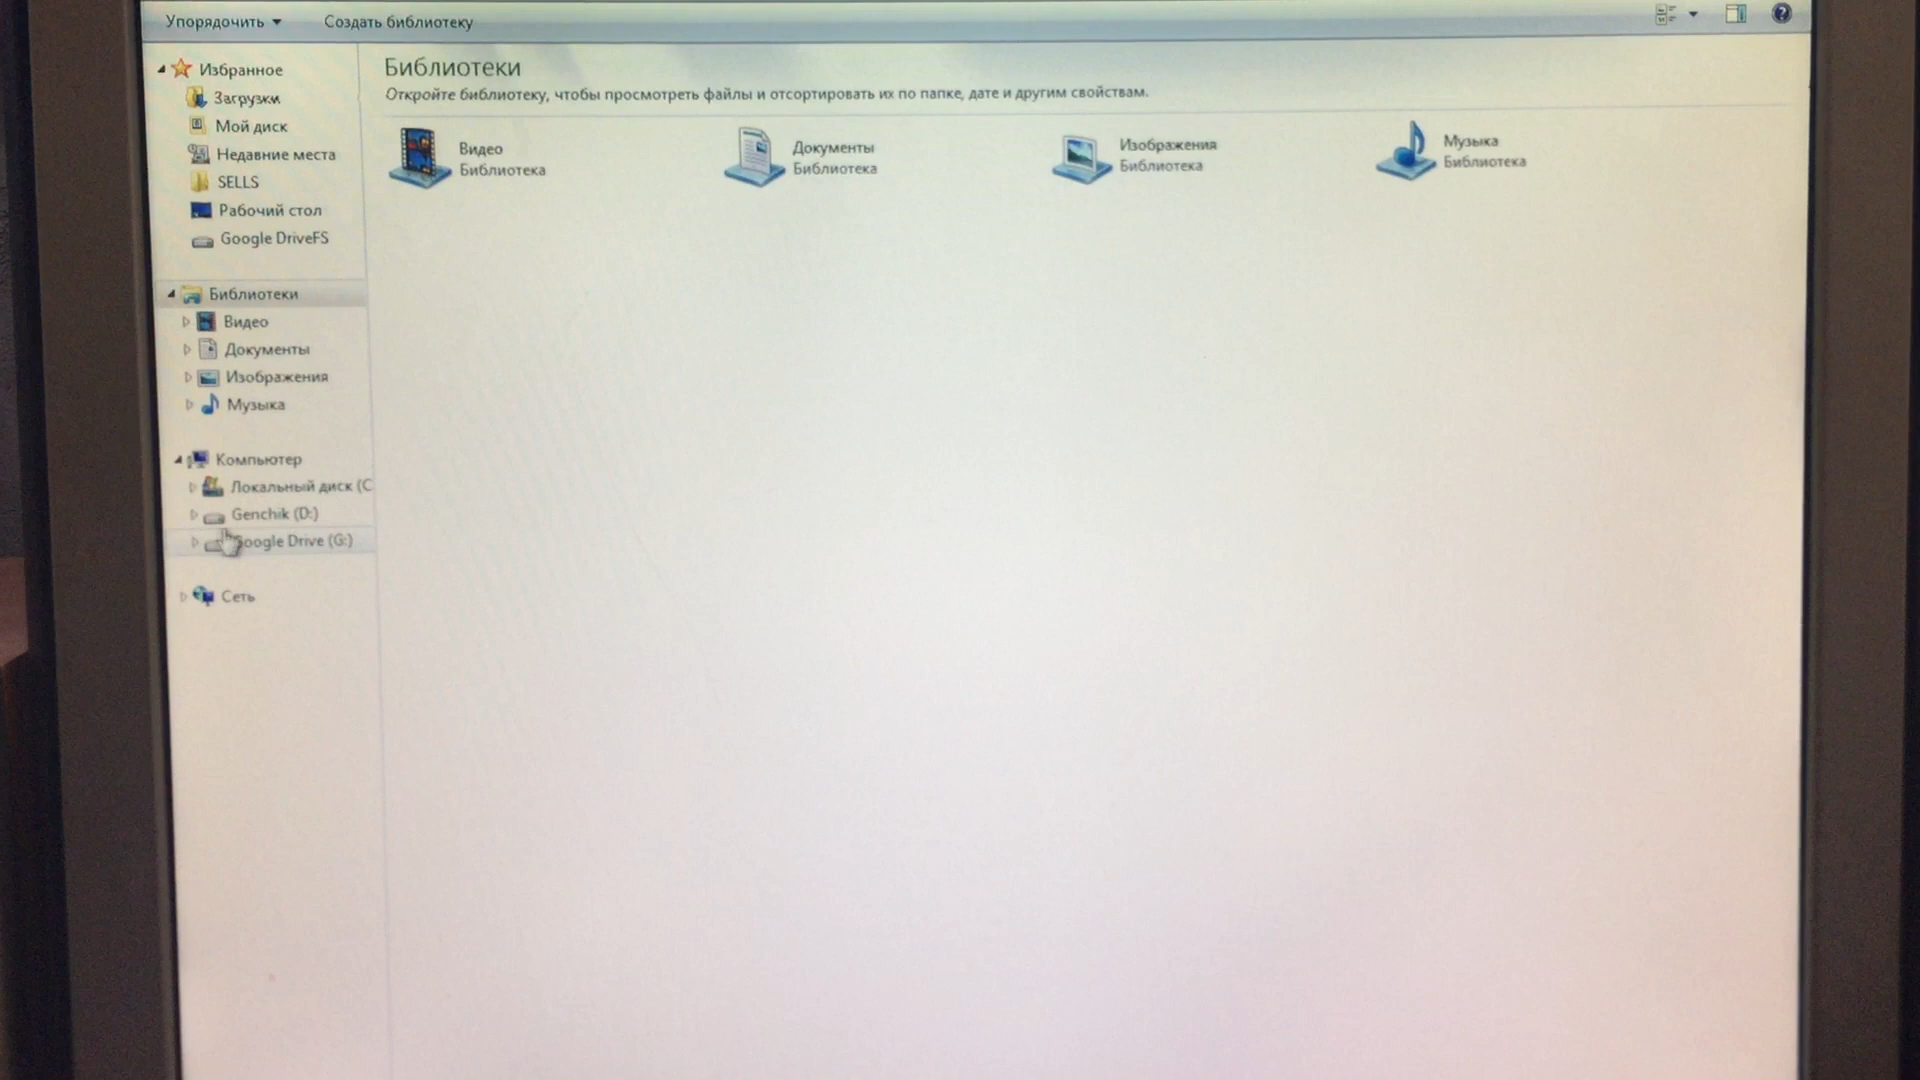 Упорядочить
Создать библиотеку
Избранное
Загрузки
Мой диск
Недавние места
SELLS
Рабочий стол
Google DriveFS
Библиотеки
Видео
Документы
Изображения
Музыка
Компьютер
Локальный диск (C
Genchik (D:)
Google Drive (G:)
Сеть
Библиотеки
Откройте библиотеку, чтобы просмотреть файлы и отсортировать их по папке, дате и другим свойствам.
Видео
Библиотека
Документы
Библиотека
Изображения
Библиотека
Музыка
Библиотека